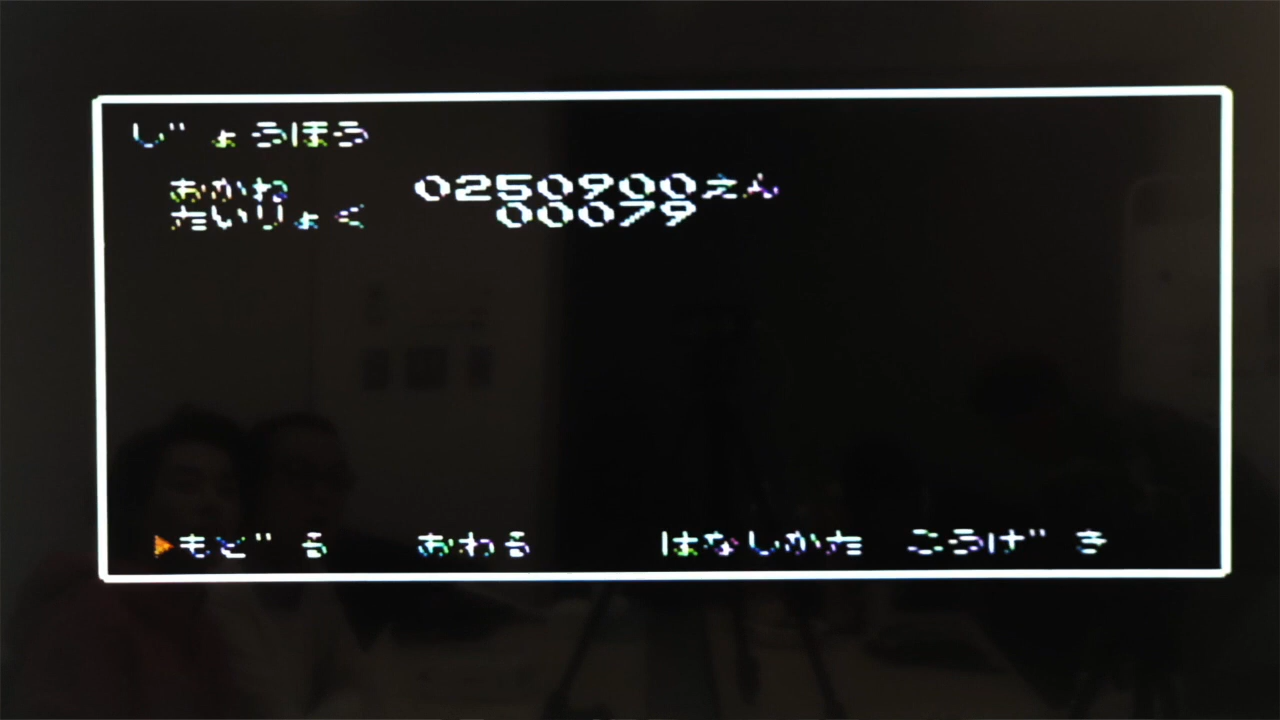 じょうほう
おかね 0250900えん
たいりょく 00079
▶もどる おわる はなしかた こうげき